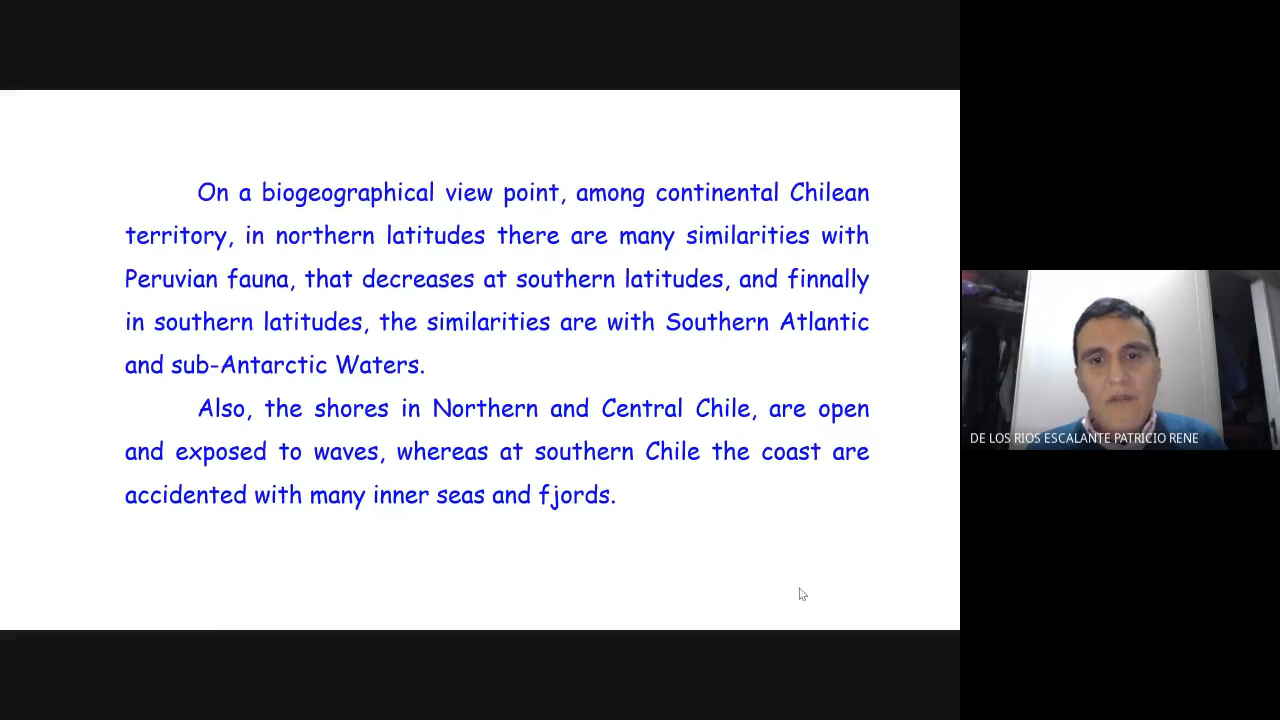 On a biogeographical view point, among continental Chilean
territory, in northern latitudes there are many similarities with
Peruvian fauna, that decreases at southern latitudes, and finnally
in southern latitudes, the similarities are with Southern Atlantic
and sub-Antarctic Waters.
Also, the shores in Northern and Central Chile, are open
and exposed to waves, whereas at southern Chile the coast are
accidented with many inner seas and fjords.
DE LOS RIOS ESCALANTE PATRICIO RENE